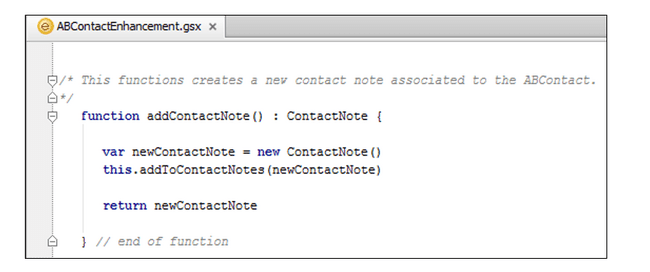 ABContactEnhancement.gsx ×
/* This functions creates a new contact note associated to the ABContact.
*/
function addContactNote() : ContactNote {
var newContactNote = new ContactNote()
this.addToContactNotes(newContactNote)
return newContactNote
} // end of function